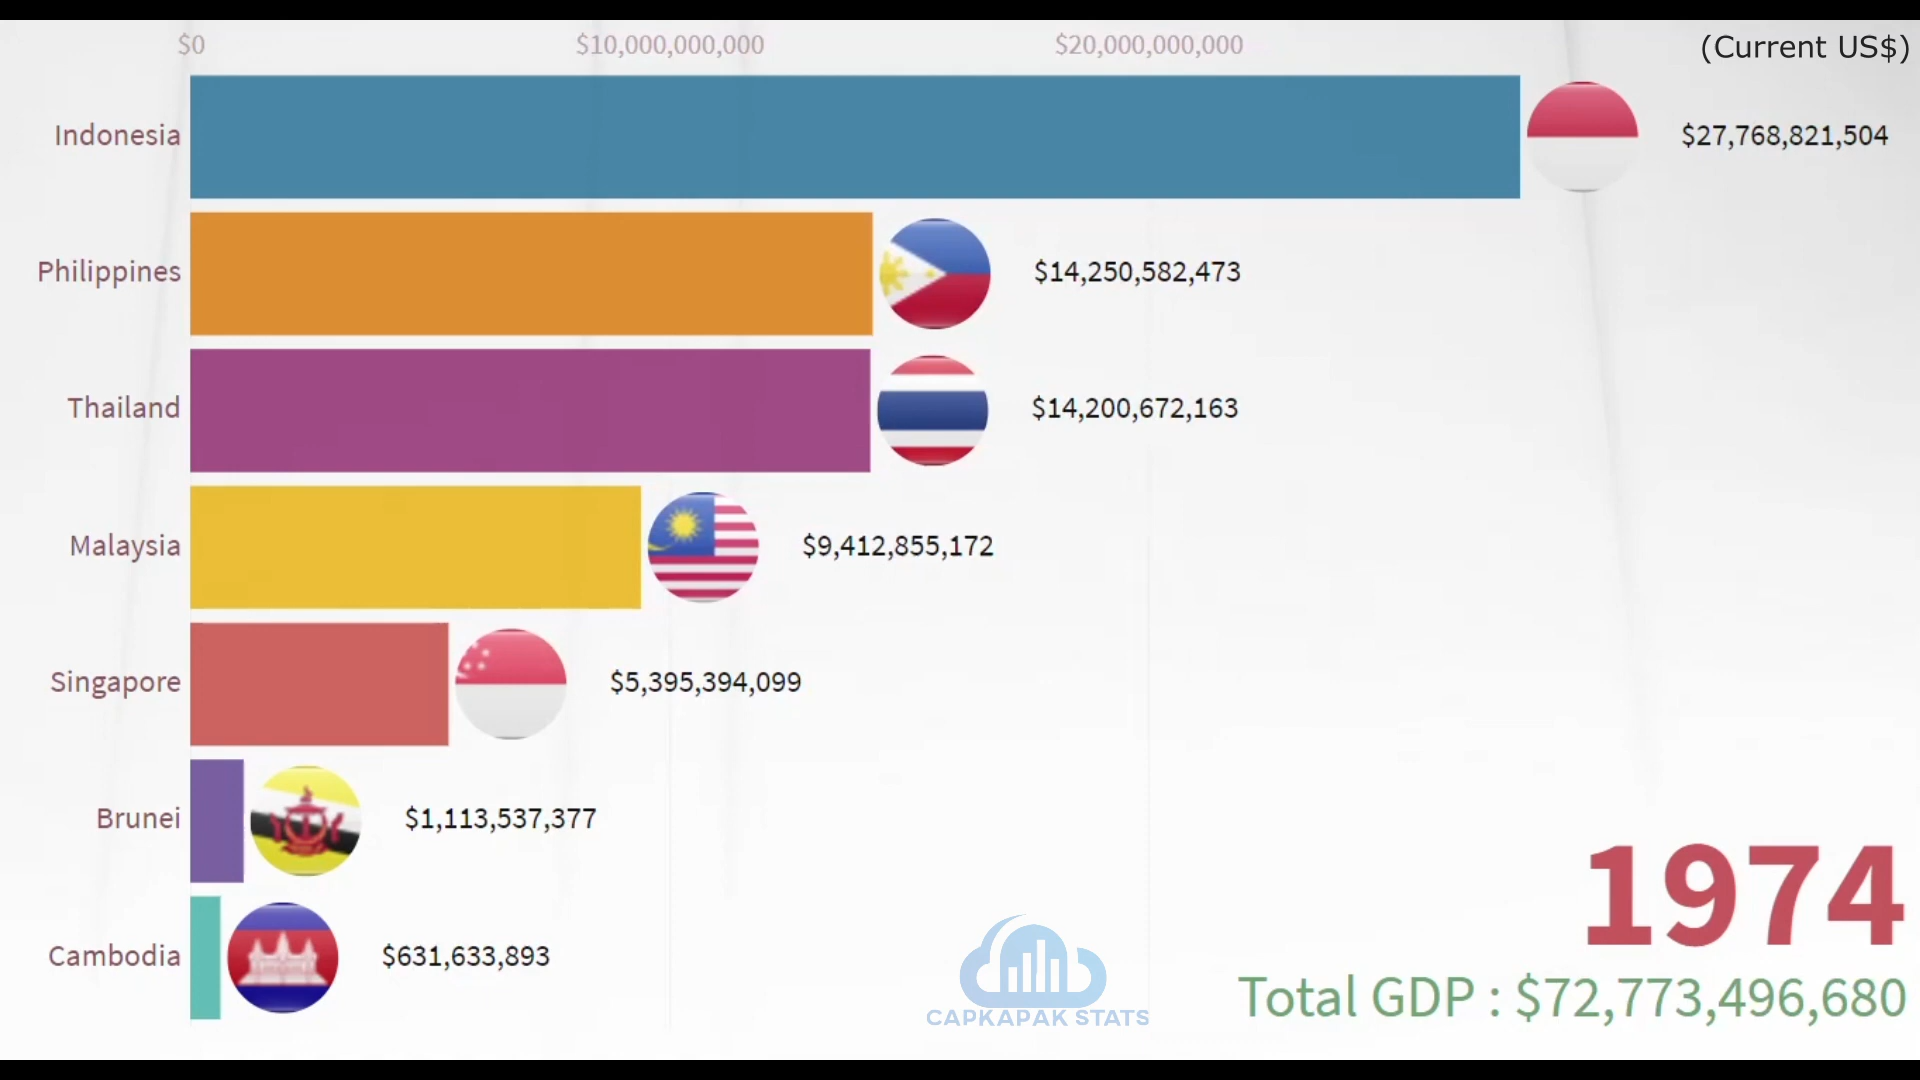 $0 $10,000,000,000 $20,000,000,000 (Current US$)
Indonesia $27,768,821,504
Philippines $14,250,582,473
Thailand $14,200,672,163
Malaysia $9,412,855,172
Singapore $5,395,394,099
Brunei $1,113,537,377
Cambodia $631,633,893
1974
Total GDP : $72,773,496,680
CAPKAPAK STATS